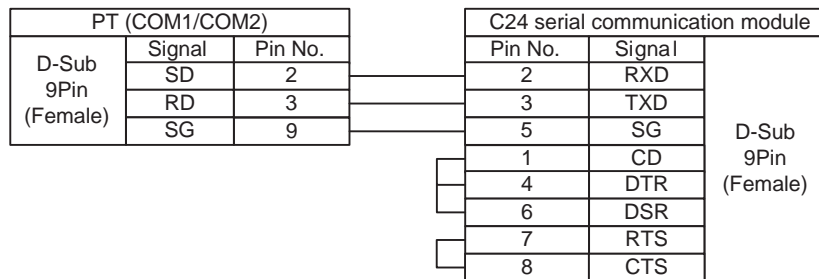 PT (COM1/COM2)
D-Sub
9Pin
(Female)
Signal Pin No.
SD 2
RD 3
SG 9
C24 serial communication module
Pin No. Signal
2 RXD
3 TXD
5 SG
1 CD
4 DTR
6 DSR
7 RTS
8 CTS
D-Sub
9Pin
(Female)